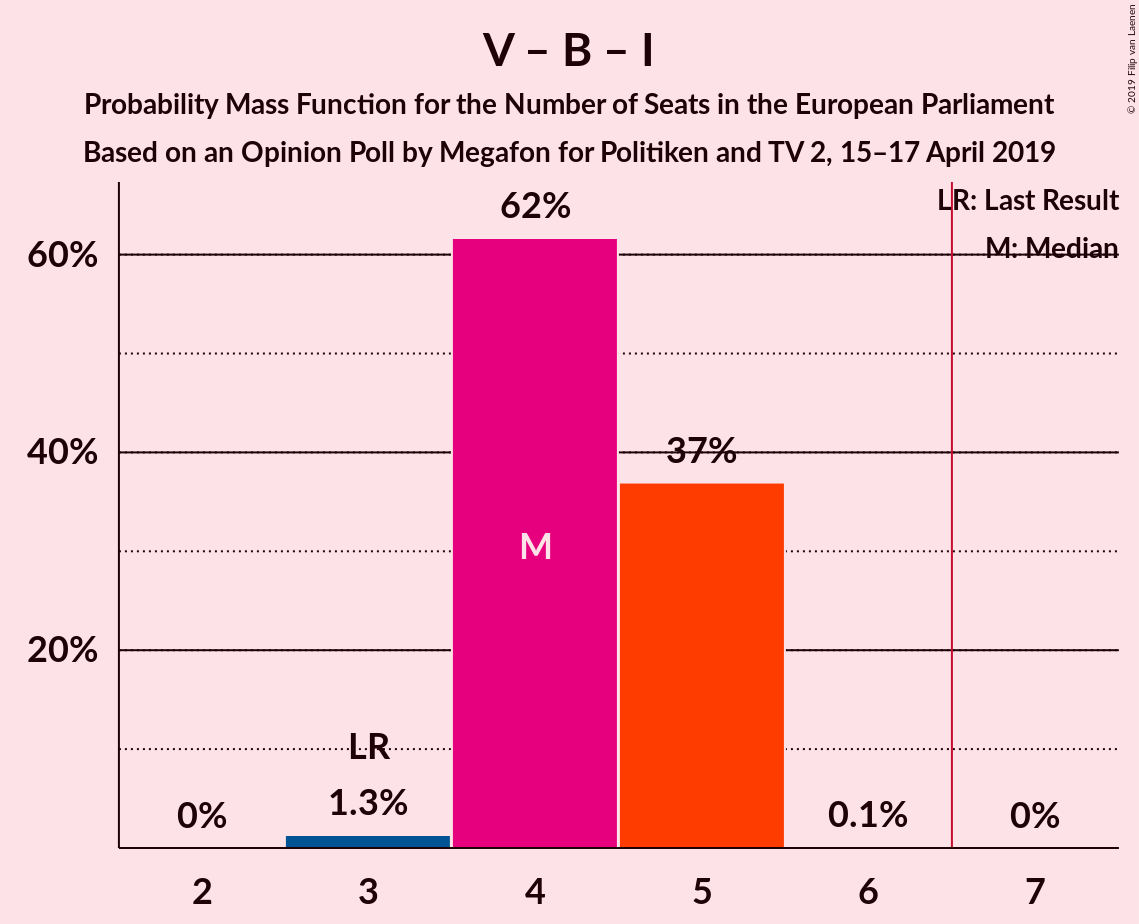 V – B – I
Probability Mass Function for the Number of Seats in the European Parliament
Based on an Opinion Poll by Megafon for Politiken and TV 2, 15–17 April 2019
© 2019 Filip van Laenen
LR: Last Result
M: Median
62%
60%
40%
37%
M
20%
LR
1.3%
0%
0.1%
0%
2 3 4 5 6 7